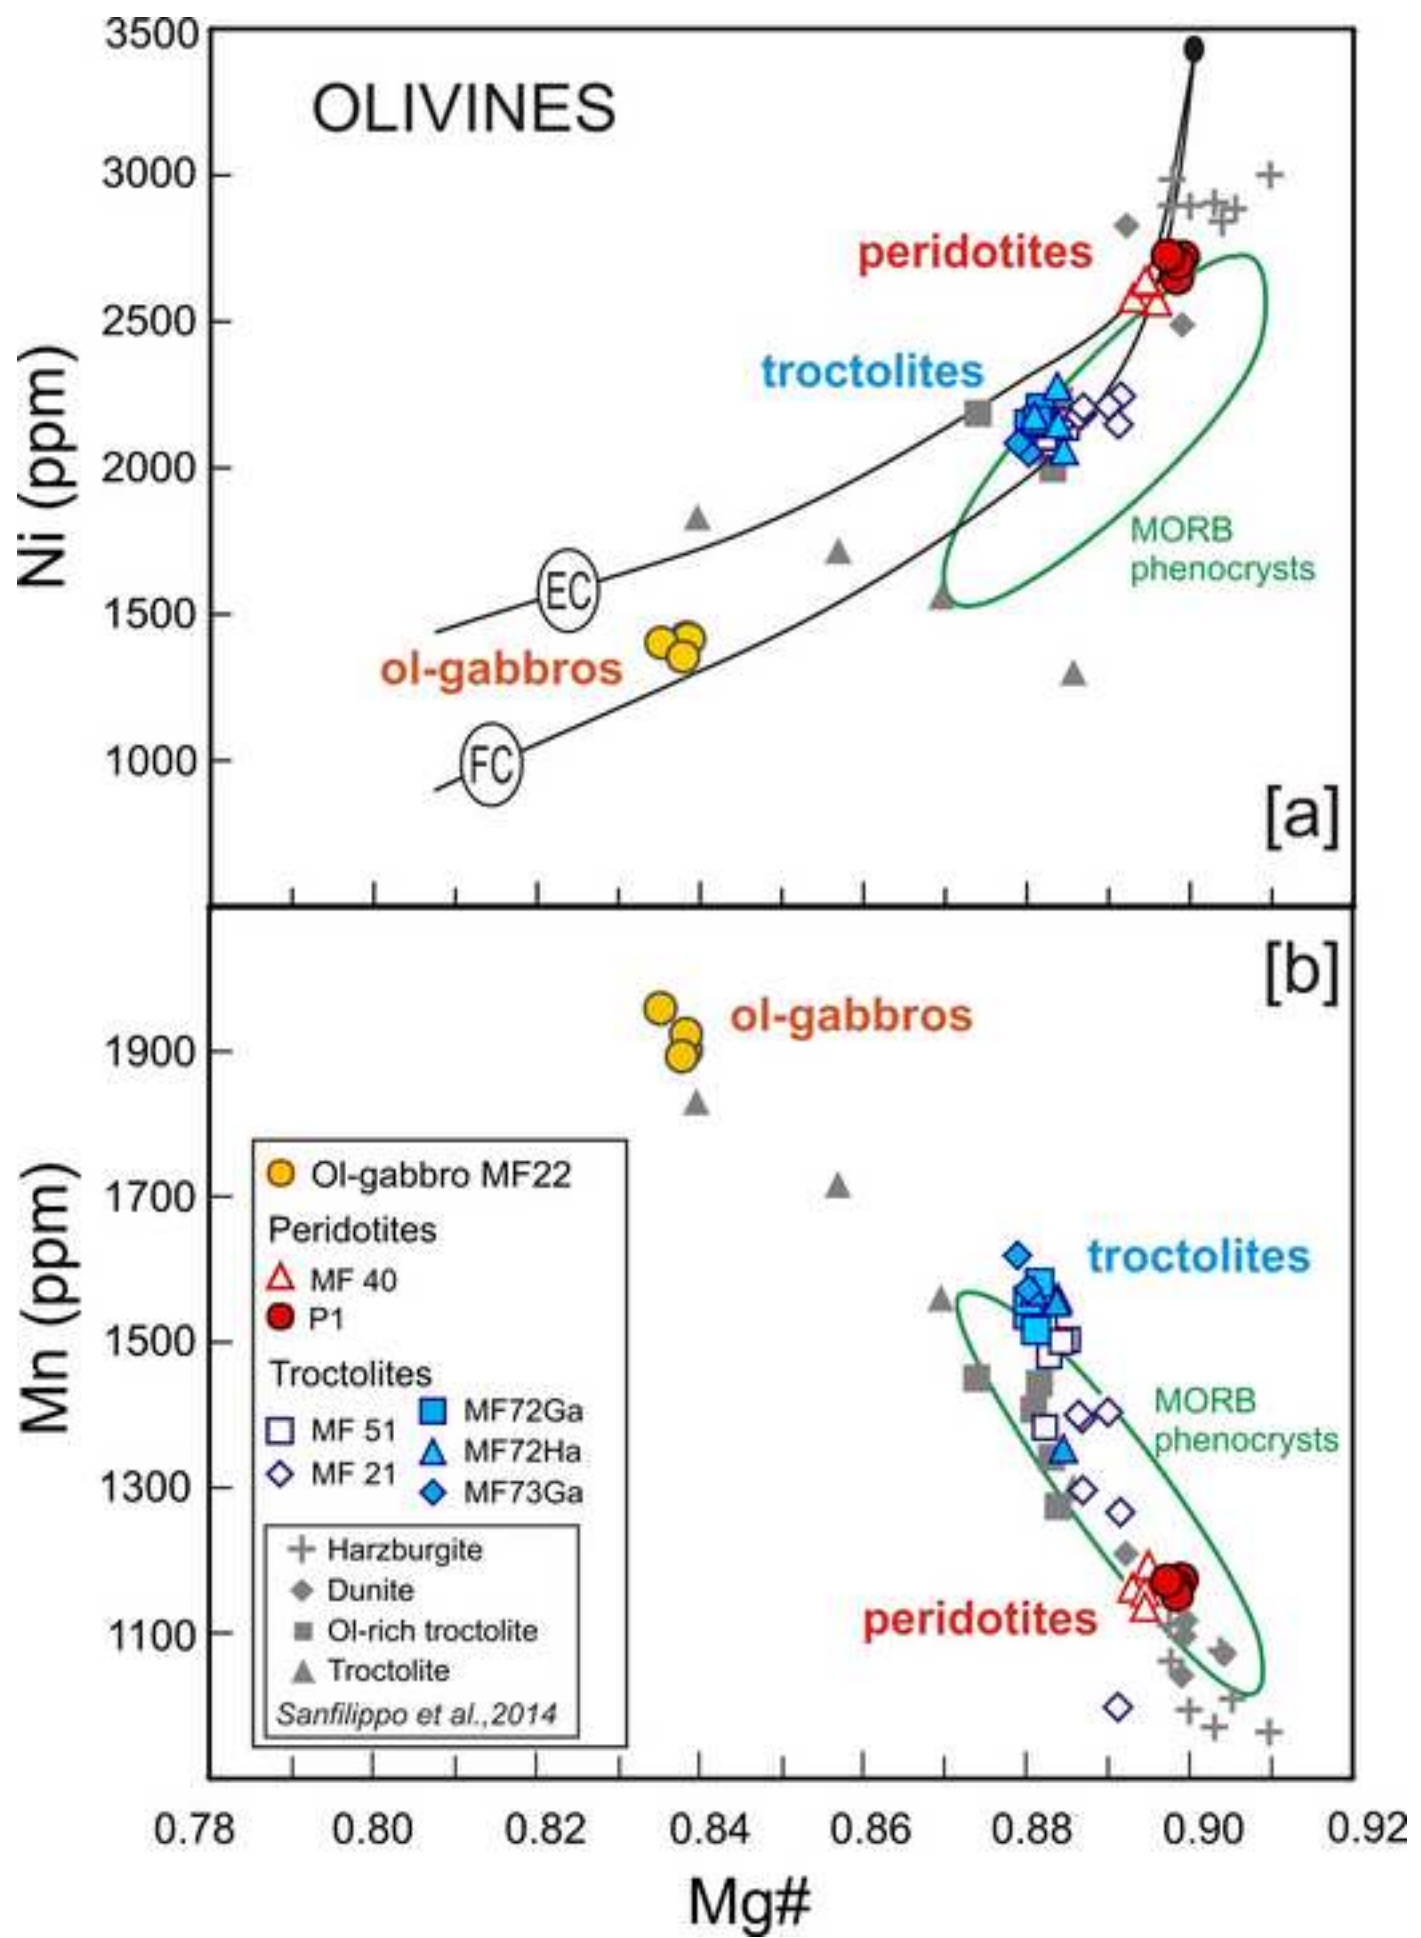 3500
OLIVINES
3000
peridotites
2500
troctolites
2000
Ni (ppm)
MORB
phenocrysts
EC
1500
ol-gabbros
FC
1000
[a]
[b]
ol-gabbros
1900
Ol-gabbro MF22
1700
Peridotites
troctolites
MF 40
P1
1500
Mn (ppm)
Troctolites
MF72Ga
MORB
phenocrysts
MF 51
MF72Ha
MF 21
MF73Ga
1300
Harzburgite
Dunite
peridotites
Ol-rich troctolite
1100
Troctolite
Sanfilippo et al.,2014
0.78 0.80 0.82 0.84 0.86 0.88 0.90 0.92
Mg#